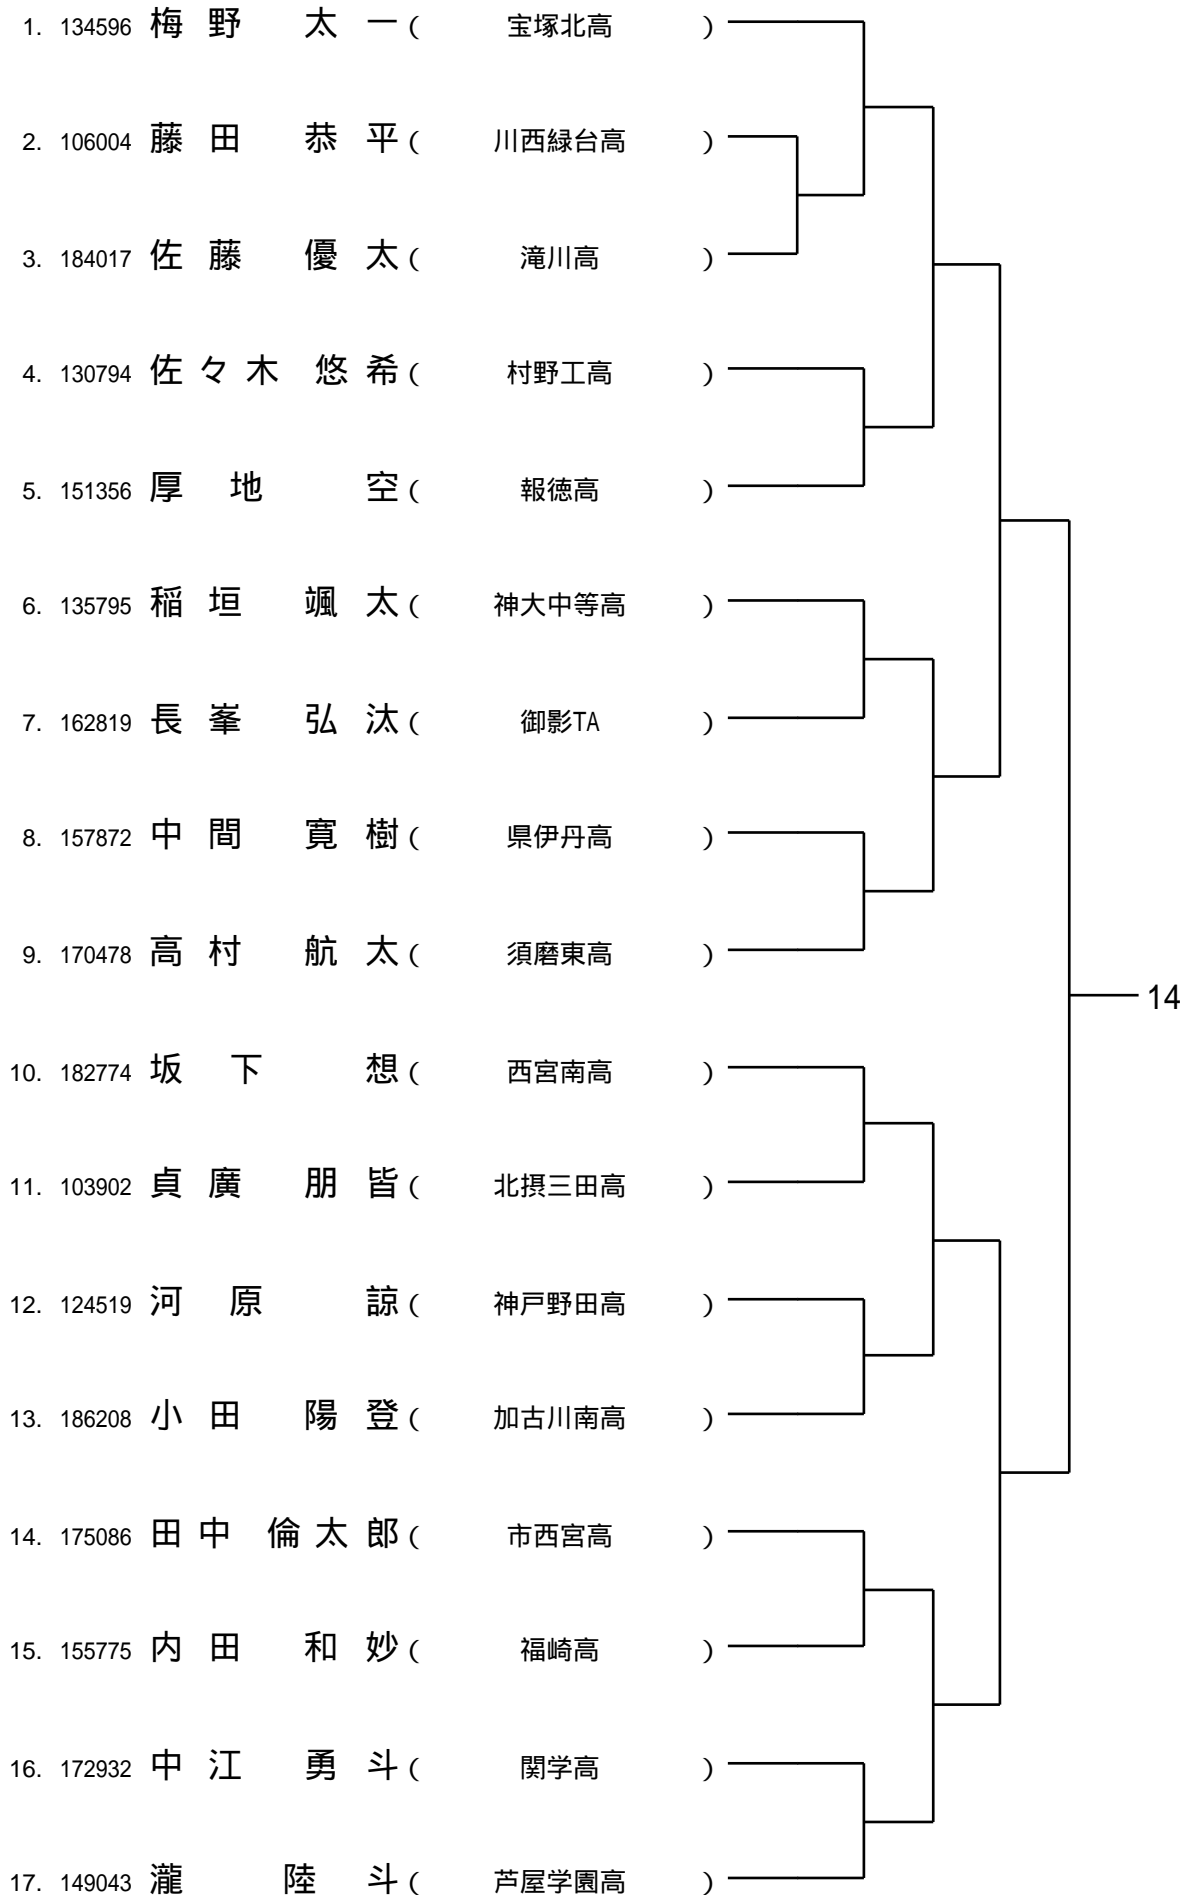 1. 134596 梅野 太一 ( 宝塚北高 )
2. 106004 藤田 恭平 ( 川西緑台高 )
3. 184017 佐藤 優太 ( 滝川高 )
4. 130794 佐々木 悠希 ( 村野工高 )
5. 151356 厚地 空 ( 報徳高 )
6. 135795 稲垣 颯太 ( 神大中等高 )
7. 162819 長峯 弘汰 ( 御影TA )
8. 157872 中間 寛樹 ( 県伊丹高 )
9. 170478 高村 航太 ( 須磨東高 )
14
10. 182774 坂下 想 ( 西宮南高 )
11. 103902 貞廣 朋皆 ( 北摂三田高 )
12. 124519 河原 諒 ( 神戸野田高 )
13. 186208 小田 陽登 ( 加古川南高 )
14. 175086 田中 倫太郎 ( 市西宮高 )
15. 155775 内田 和妙 ( 福崎高 )
16. 172932 中江 勇斗 ( 関学高 )
17. 149043 瀧 陸斗 ( 芦屋学園高 )